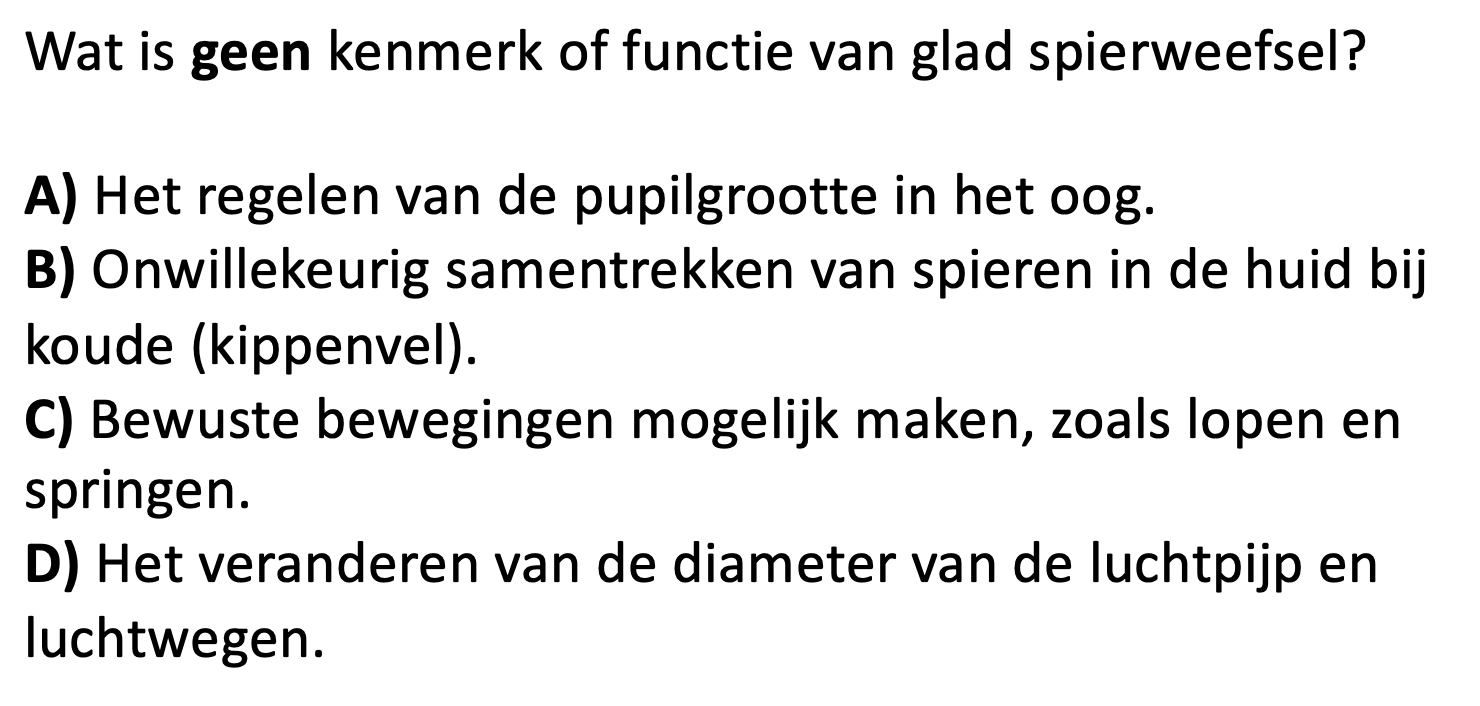 Wat is geen kenmerk of functie van glad spierweefsel?
A) Het regelen van de pupilgrootte in het oog.
B) Onwillekeurig samentrekken van spieren in de huid bij
koude (kippenvel).
C) Bewuste bewegingen mogelijk maken, zoals lopen en
springen.
D) Het veranderen van de diameter van de luchtpijp en
luchtwegen.